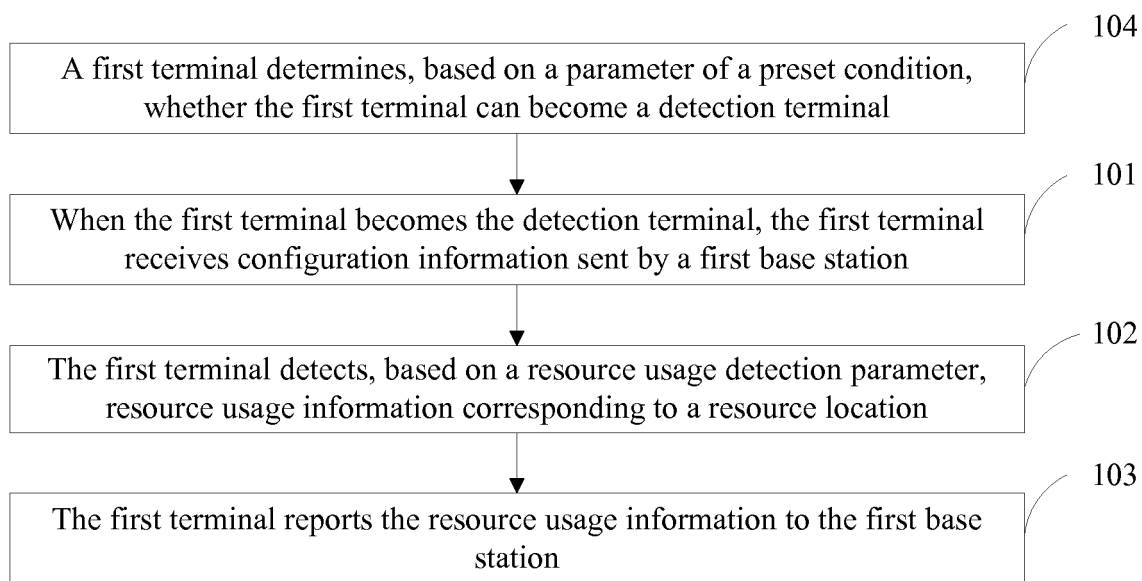 104
A first terminal determines, based on a parameter of a preset condition,
whether the first terminal can become a detection terminal
101
When the first terminal becomes the detection terminal, the first terminal
receives configuration information sent by a first base station
102
The first terminal detects, based on a resource usage detection parameter,
resource usage information corresponding to a resource location
103
The first terminal reports the resource usage information to the first base
station